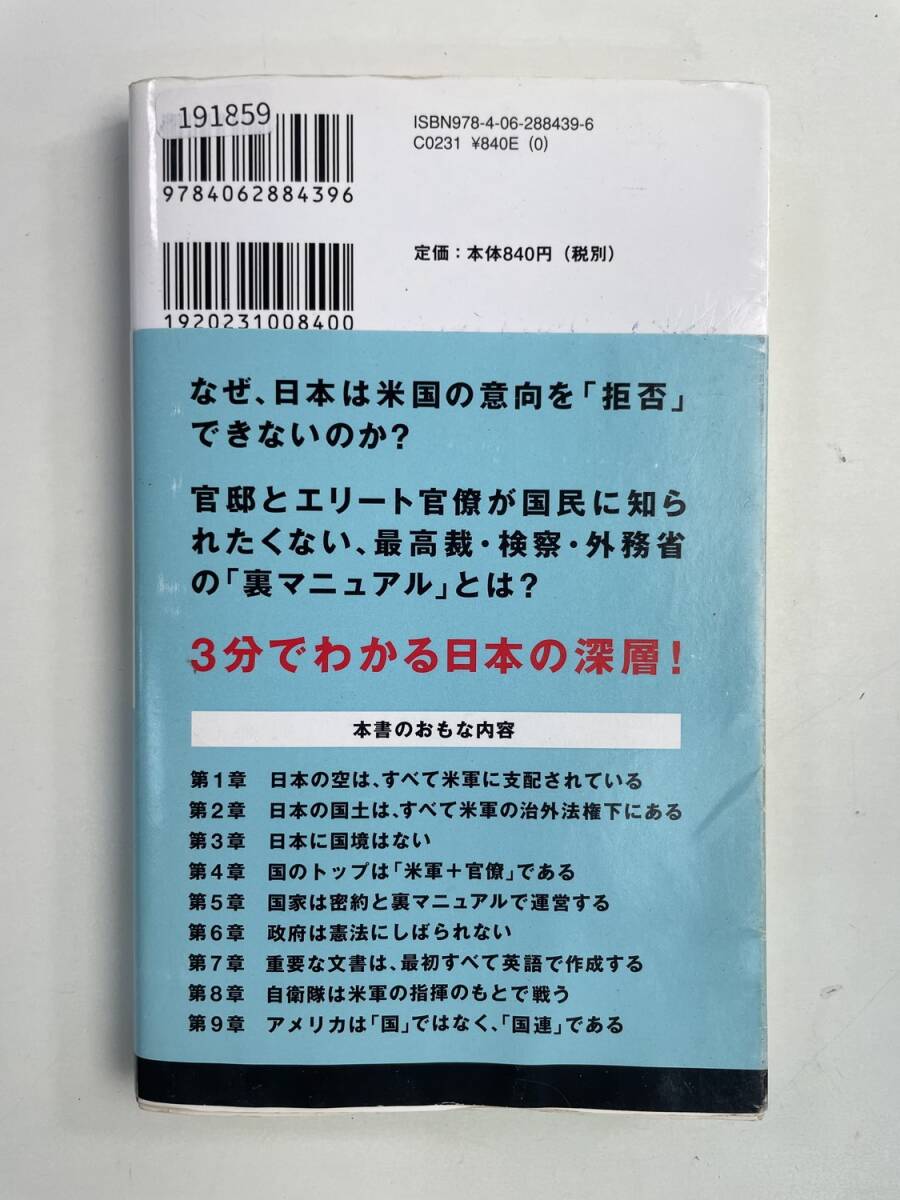 191859
9784062884396
ISBN978-4-06-288439-6
C0231 ¥840E (0)
1920231008400
定価：本体840円（税別）
なぜ、日本は米国の意向を「拒否」
できないのか？
官邸とエリート官僚が国民に知ら
れたくない、最高裁・検察・外務省
の「裏マニュアル」とは？
3分でわかる日本の深層！
本書のおもな内容
第1章　日本の空は、すべて米軍に支配されている
第2章　日本の国土は、すべて米軍の治外法権下にある
第3章　日本に国境はない
第4章　国のトップは「米軍＋官僚」である
第5章　国家は密約と裏マニュアルで運営する
第6章　政府は憲法にしばられない
第7章　重要な文書は、最初すべて英語で作成する
第8章　自衛隊は米軍の指揮のもとで戦う
第9章　アメリカは「国」ではなく、「国連」である